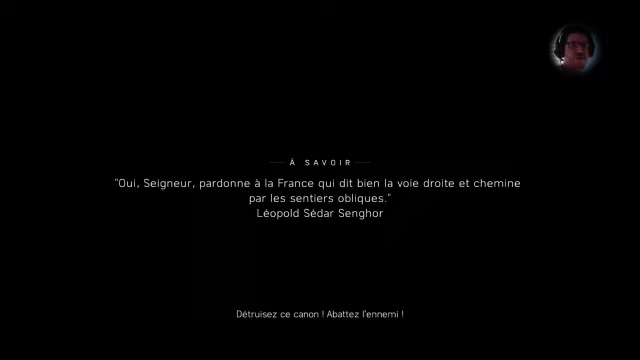 À SAVOIR
"Oui, Seigneur, pardonne à la France qui dit bien la voie droite et chemine
par les sentiers obliques."
Léopold Sédar Senghor
Détruisez ce canon ! Abattez l'ennemi !